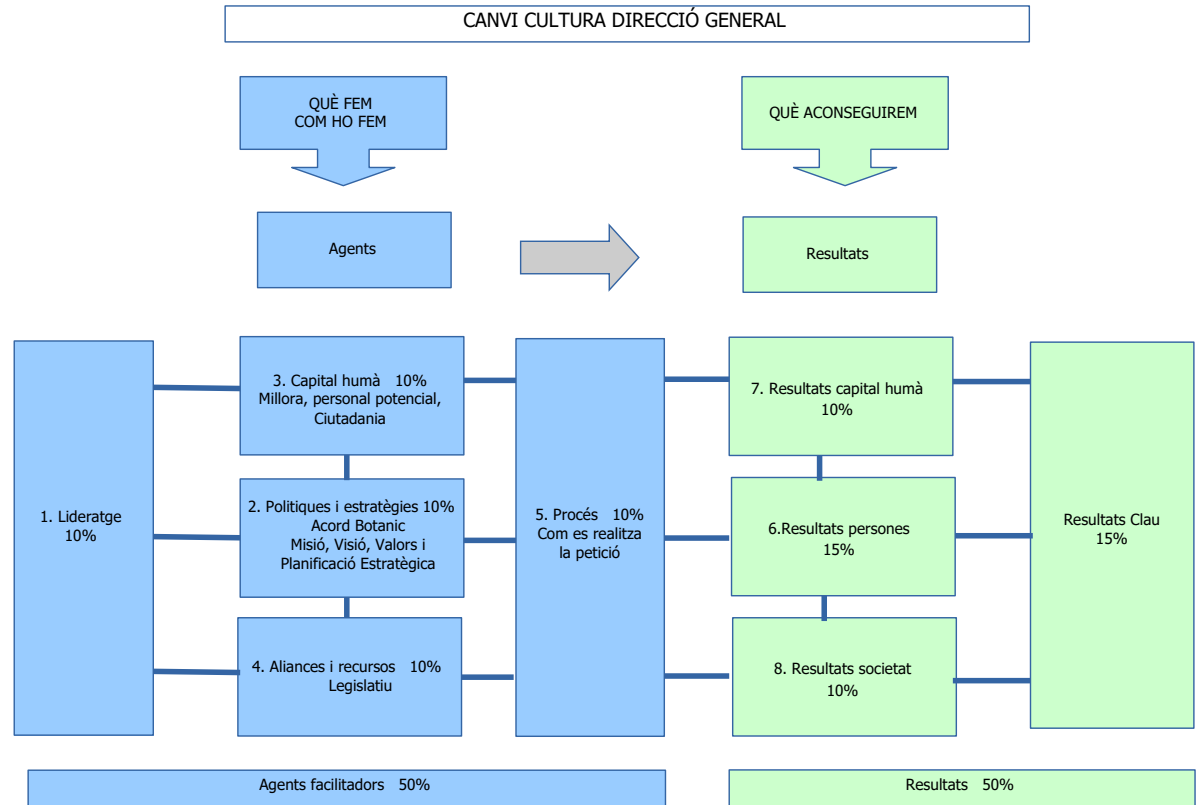 CANVI CULTURA DIRECCIÓ GENERAL
QUÈ FEM
COM HO FEM
QUÈ ACONSEGUIREM
Agents
Resultats
1. Lideratge
10%
3. Capital humà 10%
Millora, personal potencial,
Ciutadania
2. Politiques i estratègies 10%
Acord Botanic
Misió, Visió, Valors i
Planificació Estratègica
4. Aliances i recursos 10%
Legislatiu
5. Procés 10%
Com es realitza
la petició
7. Resultats capital humà
10%
6.Resultats persones
15%
8. Resultats societat
10%
Resultats Clau
15%
Agents facilitadors 50%
Resultats 50%